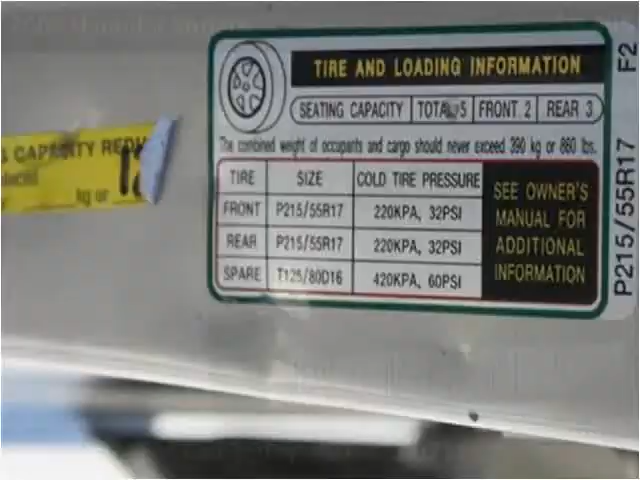 TIRE AND LOADING INFORMATION F2
SEATING CAPACITY TOTAL 5 FRONT 2 REAR 3
The combined weight of occupants and cargo should never exceed 390 kg or 860 lbs.
TIRE SIZE COLD TIRE PRESSURE
FRONT P215/55R17 220KPA, 32PSI
REAR P215/55R17 220KPA, 32PSI
SPARE T125/80D16 420KPA, 60PSI
SEE OWNER'S
MANUAL FOR
ADDITIONAL
INFORMATION
P215/55R17
CAPACITY
kg or